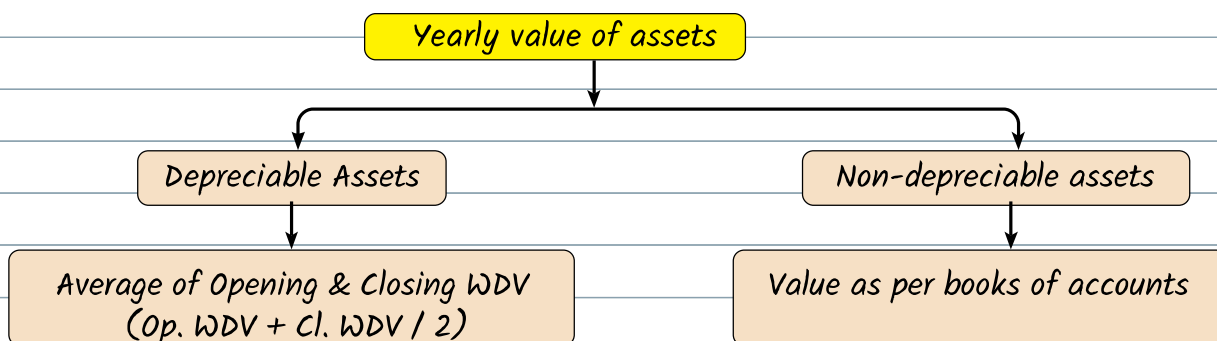 Yearly value of assets
Depreciable Assets
Non-depreciable assets
Average of Opening & Closing WDV
(Op. WDV + Cl. WDV / 2)
Value as per books of accounts